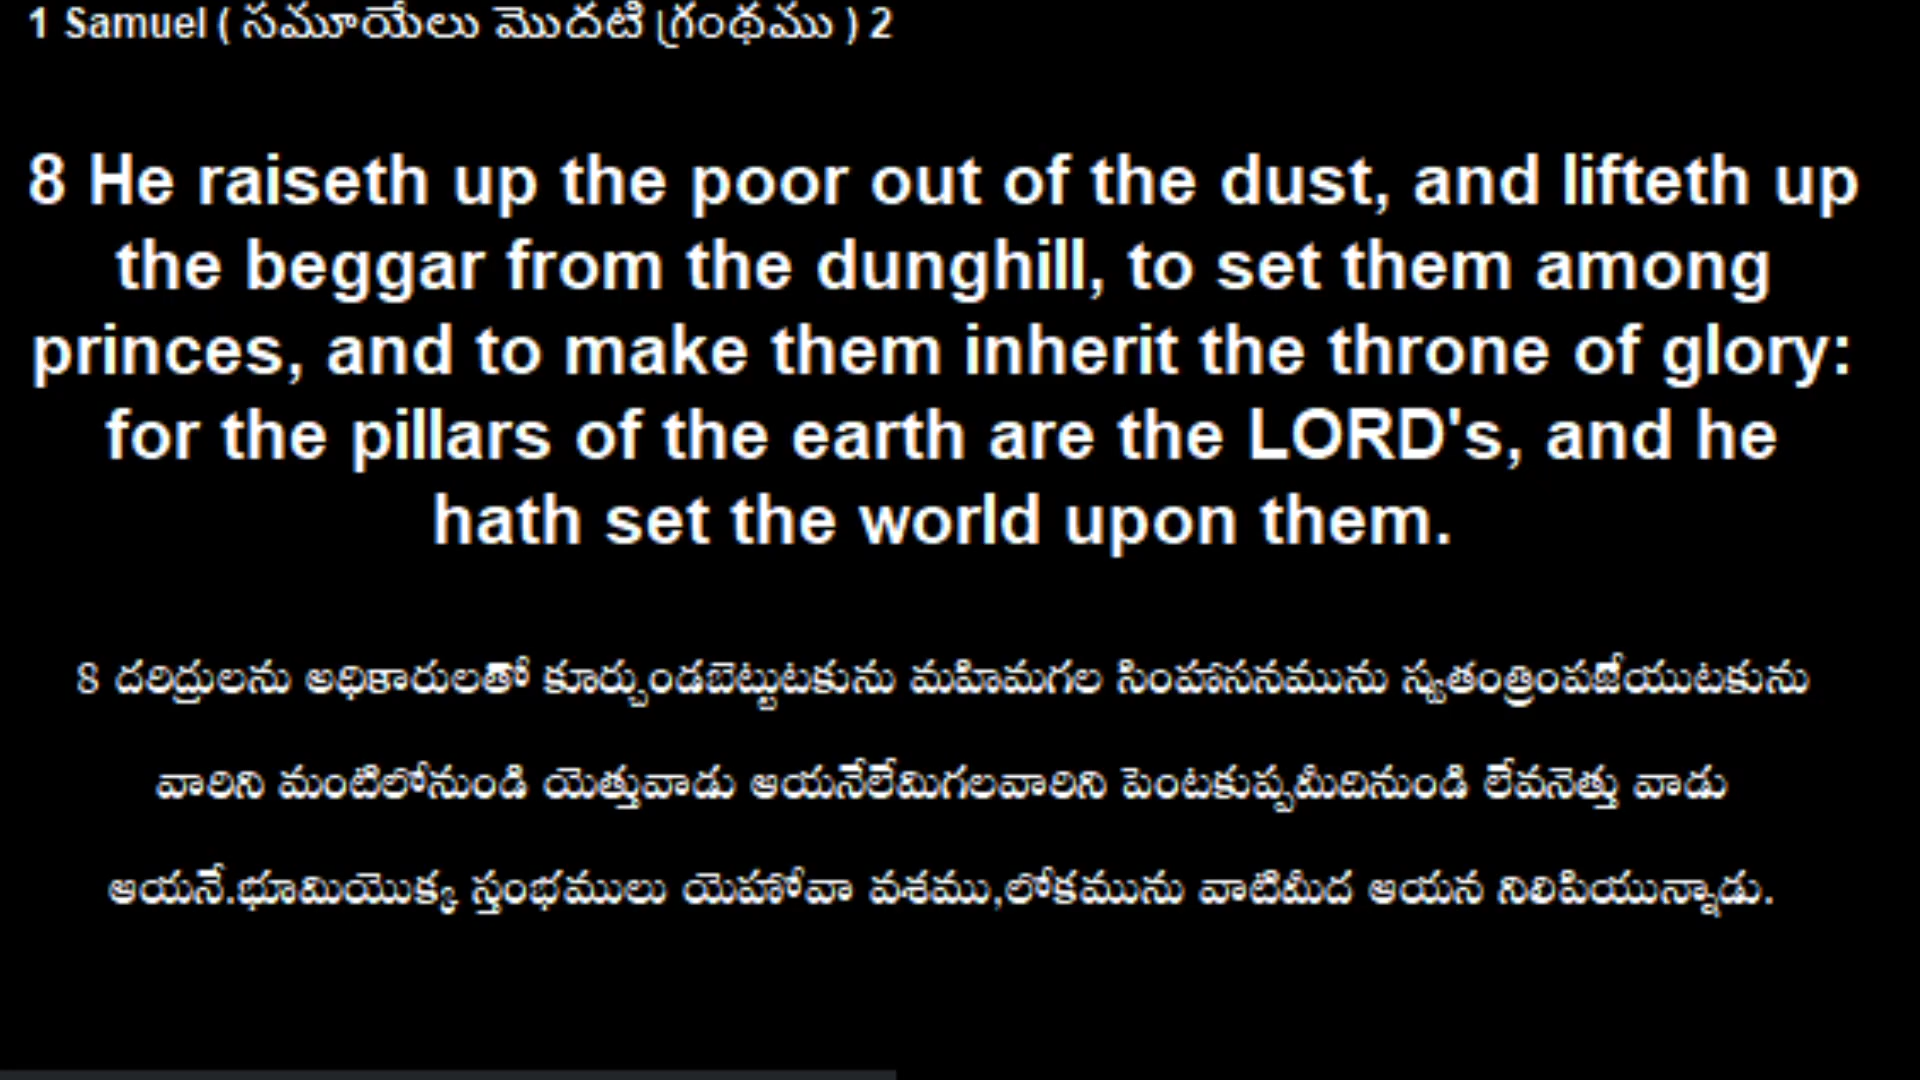 1 Samuel ( సమూయేలు మొదటి గ్రంథము ) 2
8 He raiseth up the poor out of the dust, and lifteth up
the beggar from the dunghill, to set them among
princes, and to make them inherit the throne of glory:
for the pillars of the earth are the LORD's, and he
hath set the world upon them.
8 దరిద్రులను అధికారులతో కూర్చుండబెట్టుటకును మహిమగల సింహాసనమును స్వతంత్రింపజేయుటకును
వారిని మంటిలోనుండి యెత్తువాడు ఆయనేలేమిగలవారిని పెంటకుప్పమీదినుండి లేవనెత్తు వాడు
ఆయనే.భూమియొక్క స్తంభములు యెహోవా వశము,లోకమును వాటిమీద ఆయన నిలిపియున్నాడు.